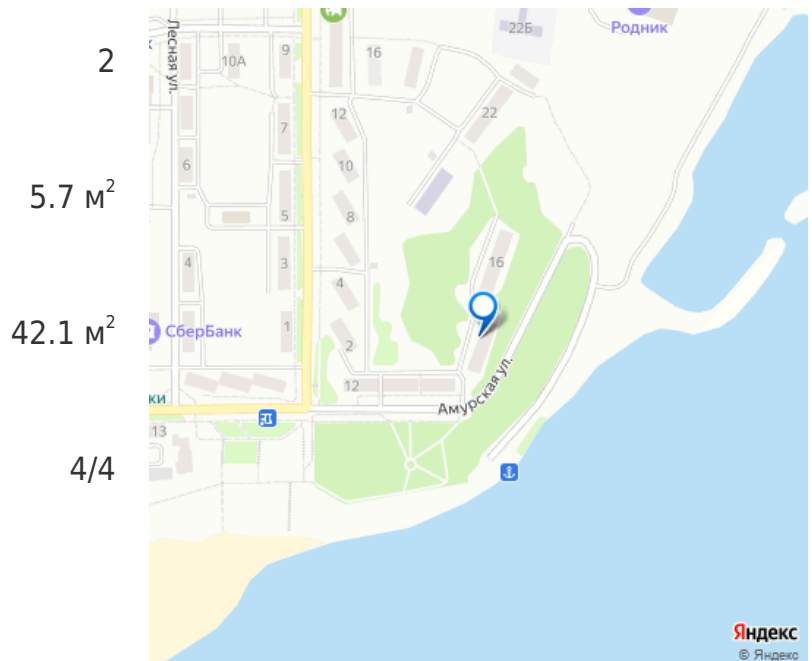 2
5.7 м²
42.1 м²
4/4
Лесная ул.
10А
9
16
22Б
Родник
7
12
22
6
10
5
8
4
3
4
16
СберБанк
1
2
12
Амурская ул.
ки
13
Яндекс
© Яндекс